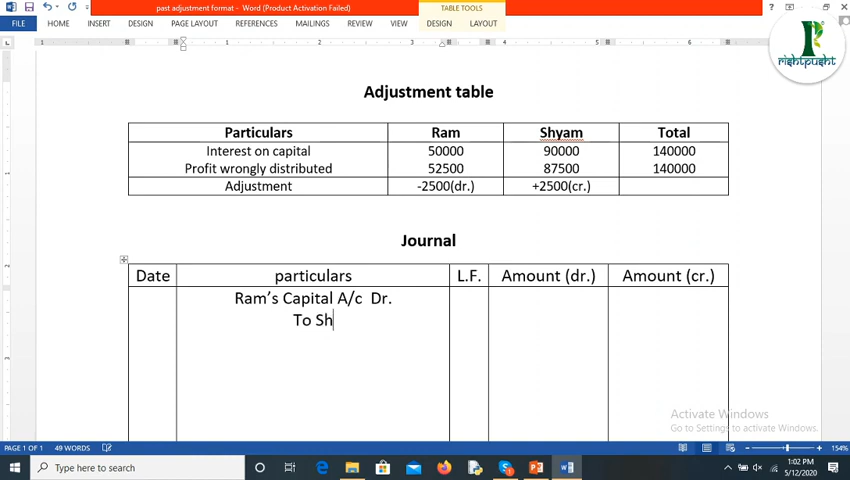 past adjustment format - Word (Product Activation Failed)
TABLE TOOLS
FILE HOME INSERT DESIGN PAGE LAYOUT REFERENCES MAILINGS REVIEW VIEW DESIGN LAYOUT
rishtpusht
Adjustment table
Particulars Ram Shyam Total
Interest on capital 50000 90000 140000
Profit wrongly distributed 52500 87500 140000
Adjustment -2500(dr.) +2500(cr.)
Journal
Date particulars L.F. Amount (dr.) Amount (cr.)
Ram's Capital A/c Dr.
To Sh
Activate Windows
Go to Settings to activate Windows.
PAGE 1 OF 1 49 WORDS 154%
Type here to search
1:02 PM
5/12/2020